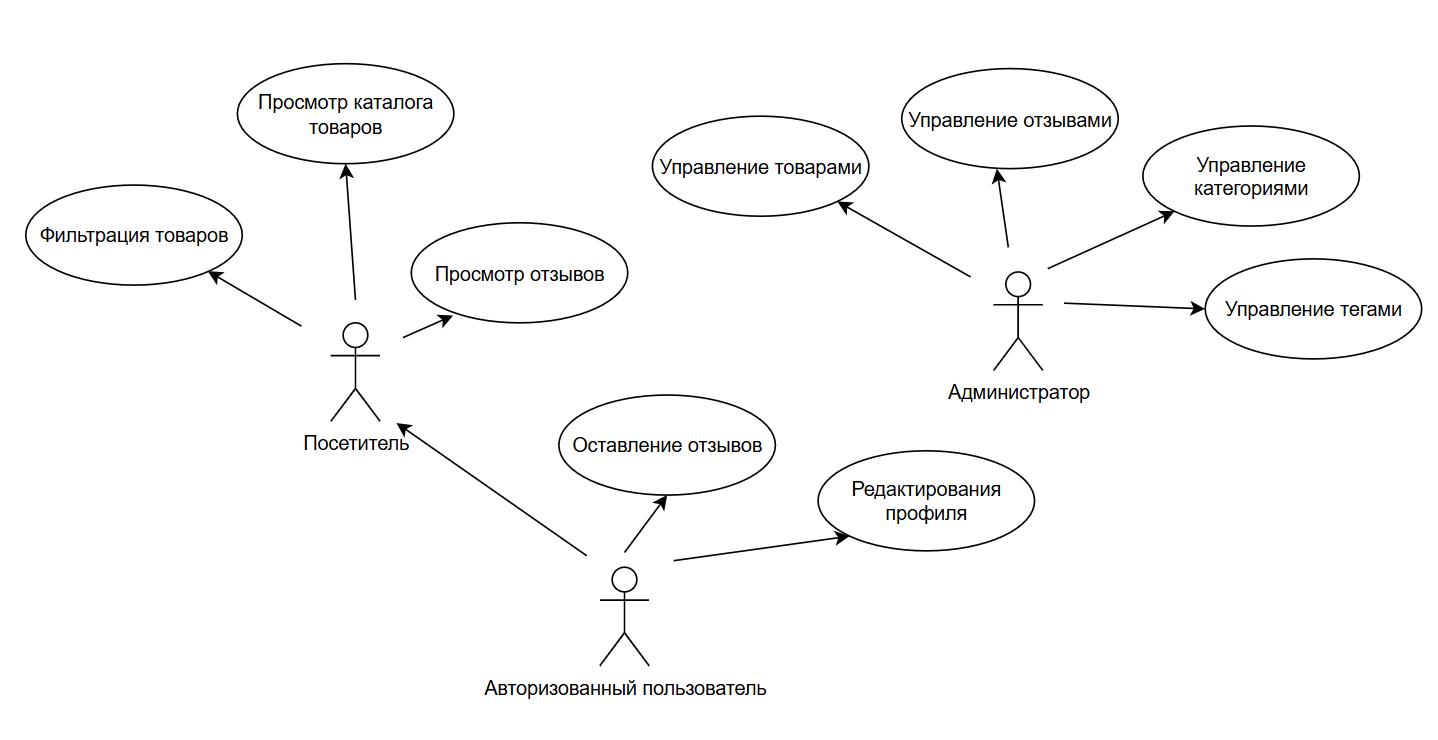 Просмотр каталога
товаров
Управление отзывами
Управление товарами
Управление
категориями
Фильтрация товаров
Просмотр отзывов
Управление тегами
Администратор
Посетитель
Оставление отзывов
Редактирования
профиля
Авторизованный пользователь